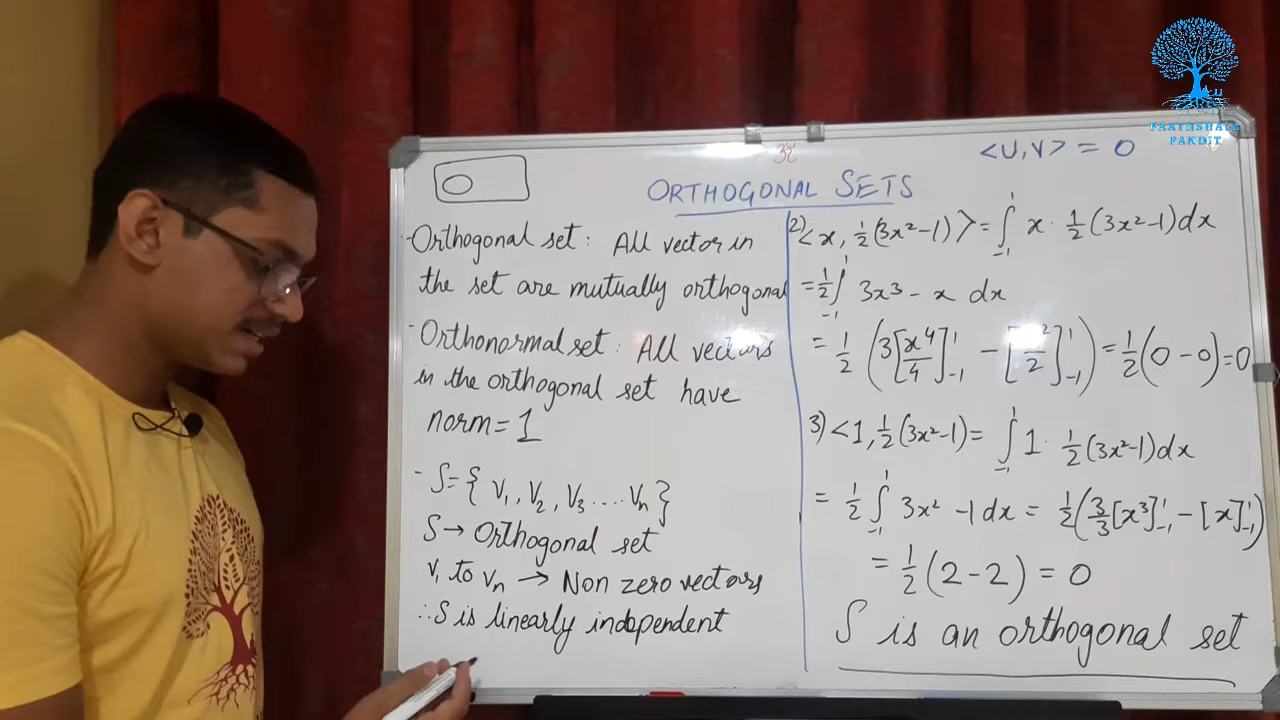 PRATHSHALA
PANDIT
<U,V> = 0
ORTHOGONAL SETS
- Orthogonal set: All vector in
the set are mutually orthogonal
- Orthonormal set: All vectors
in the orthogonal set have
norm = 1
- S = { V₁, V₂, V₃ .... Vₙ }
S → Orthogonal set
V₁ to Vₙ → Non zero vectors
∴ S is linearly independent
2) <x, ½(3x²-1)> = ∫₋₁¹ x · ½(3x²-1)dx
= ½ ∫₋₁¹ 3x³ - x dx
= ½ (3[x⁴/4]₋₁¹ - [²/2]₋₁¹) = ½(0 - 0) = 0
3) <1, ½(3x²-1) = ∫₋₁¹ 1 · ½(3x²-1)dx
= ½ ∫₋₁¹ 3x² - 1 dx = ½(3/3[x³]₋₁¹ - [x]₋₁¹)
= ½(2-2) = 0
S is an orthogonal set